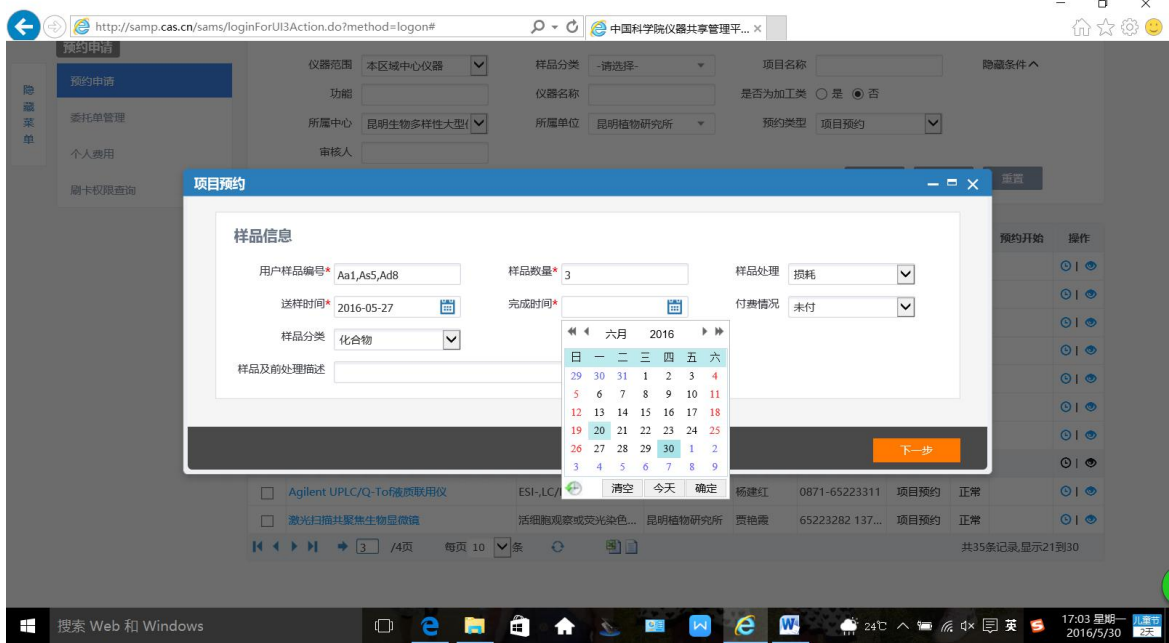 http://samp.cas.cn/sams/loginForUI3Action.do?method=logon#
中国科学院仪器共享管理平... ×
预约申请
隐藏菜单
预约申请
委托单管理
个人费用
刷卡权限查询
仪器范围 本区域中心仪器 样品分类 -请选择- 项目名称 隐藏条件
功能 仪器名称 是否为加工类 是 否
所属中心 昆明生物多样性大型 所属单位 昆明植物研究所 预约类型 项目预约
审核人
重置
项目预约
样品信息
用户样品编号* Aa1,As5,Ad8 样品数量* 3 样品处理 损耗
送样时间* 2016-05-27 完成时间* 付费情况 未付
样品分类 化合物
样品及前处理描述
六月 2016
日 一 二 三 四 五 六
29 30 31 1 2 3 4
5 6 7 8 9 10 11
12 13 14 15 16 17 18
19 20 21 22 23 24 25
26 27 28 29 30 1 2
3 4 5 6 7 8 9
清空 今天 确定
下一步
预约开始 操作
Agilent UPLC/Q-Tof液质联用仪 ESI-,LC/ 杨建红 0871-65223311 项目预约 正常
激光扫描共聚焦生物显微镜 活细胞观察或荧光染色... 昆明植物研究所 贾艳霞 65223282 137... 项目预约 正常
3 /4页 每页 10 条 共35条记录,显示21到30
搜索 Web 和 Windows
24℃ 英 17:03 星期一 儿童节
2016/5/30 2天